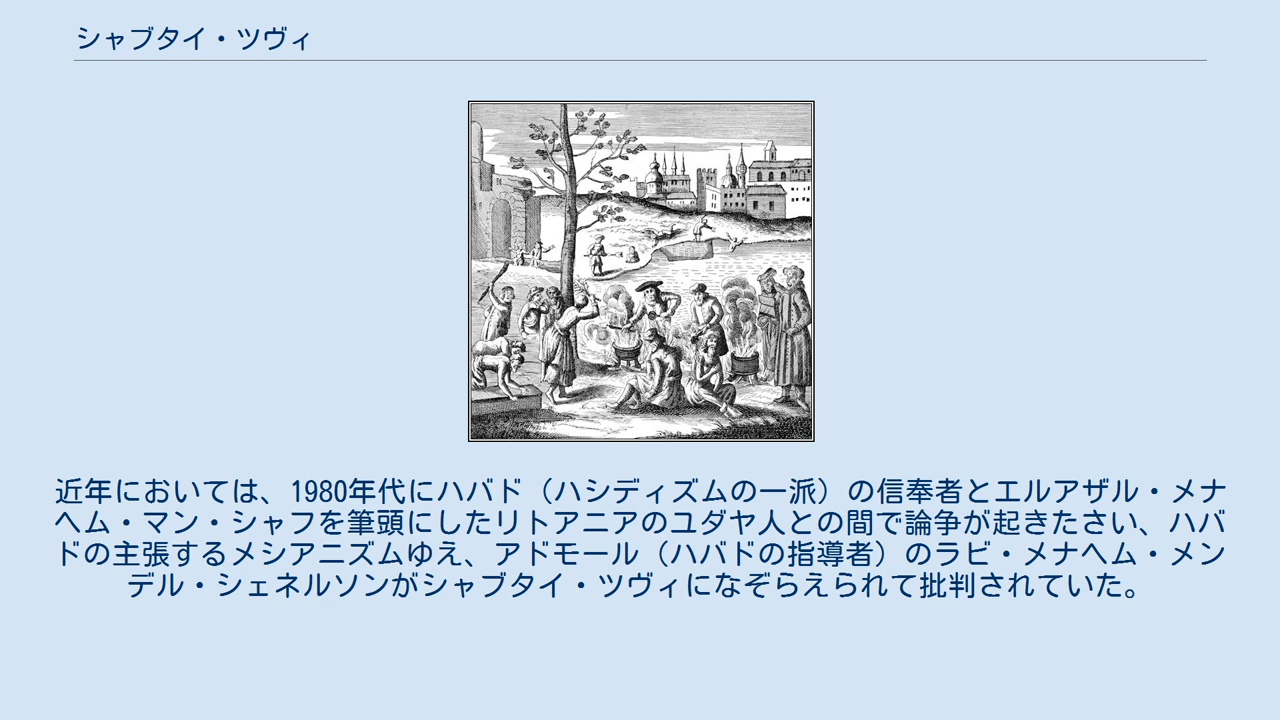 シャブタイ・ツヴィ
近年においては、1980年代にハバド（ハシディズムの一派）の信奉者とエルアザル・メナ
ヘム・マン・シャフを筆頭にしたリトアニアのユダヤ人との間で論争が起きたさい、ハバ
ドの主張するメシアニズムゆえ、アドモール（ハバドの指導者）のラビ・メナヘム・メン
デル・シェネルソンがシャブタイ・ツヴィになぞらえられて批判されていた。